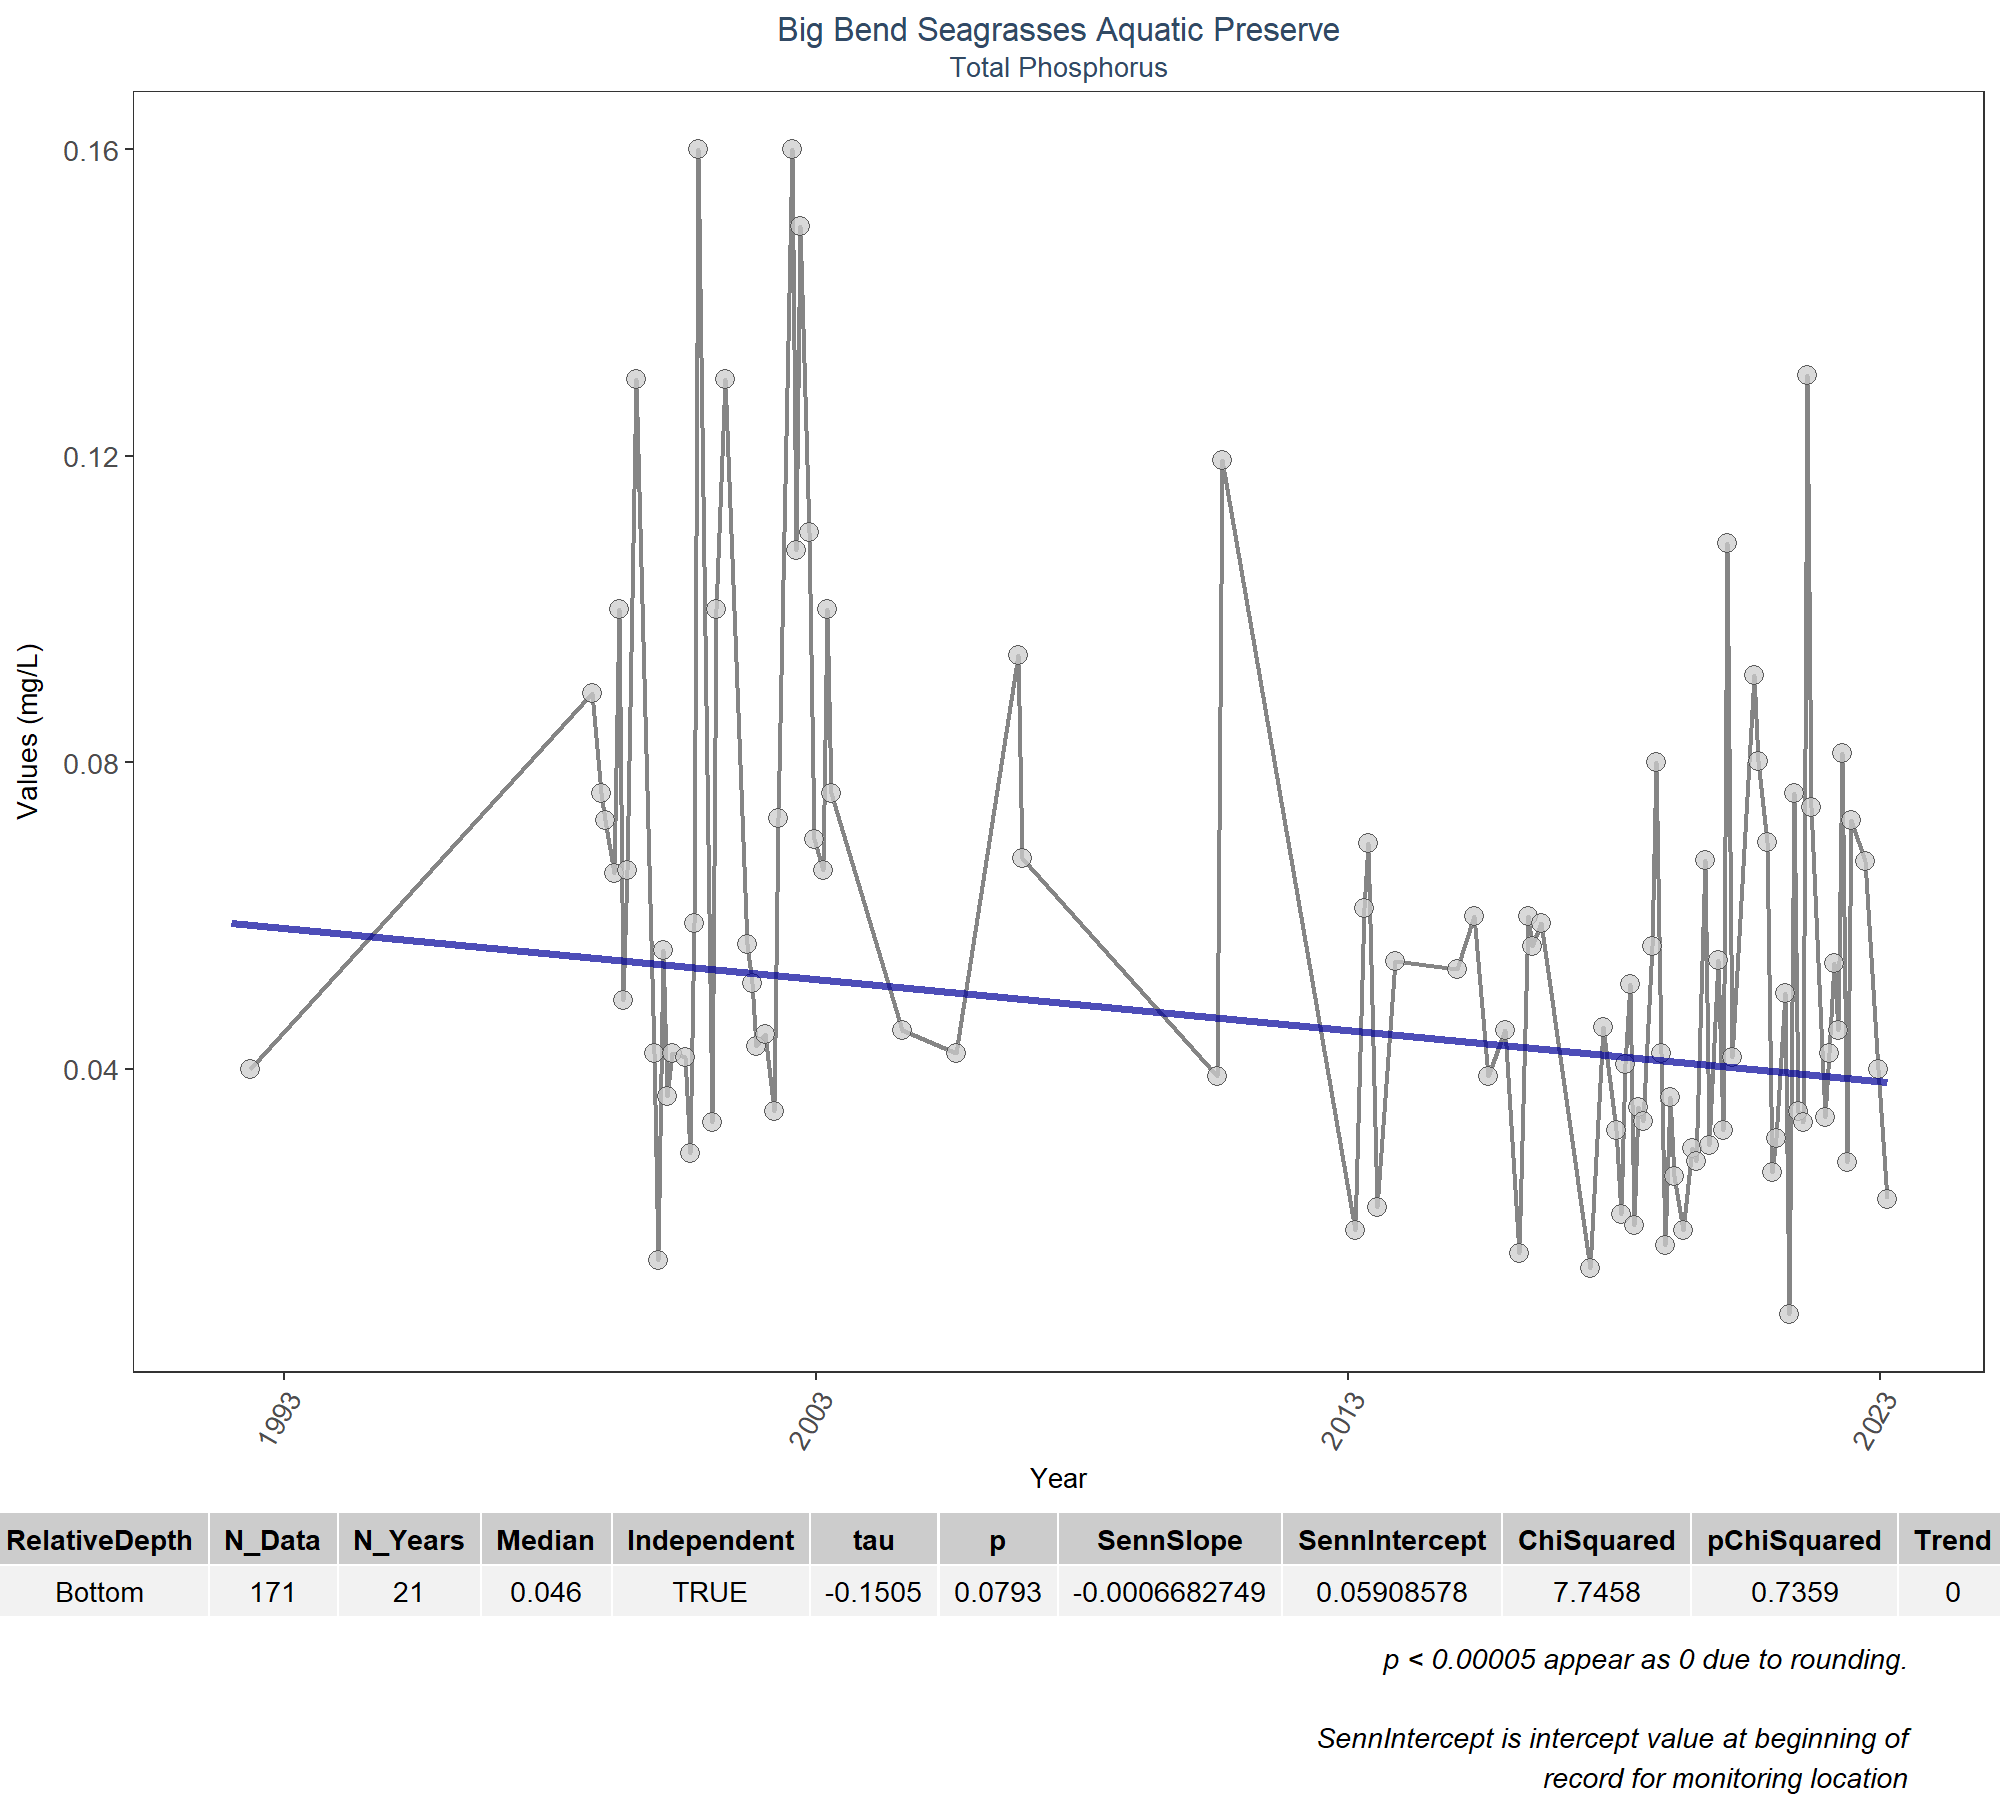 Big Bend Seagrasses Aquatic Preserve
Total Phosphorus
0.16
0.12
0.08
0.04
Values (mg/L)
1993
2003
2013
2023
Year
RelativeDepth N_Data N_Years Median Independent tau p SennSlope SennIntercept ChiSquared pChiSquared Trend
Bottom 171 21 0.046 TRUE -0.1505 0.0793 -0.0006682749 0.05908578 7.7458 0.7359 0
p < 0.00005 appear as 0 due to rounding.
SennIntercept is intercept value at beginning of
record for monitoring location